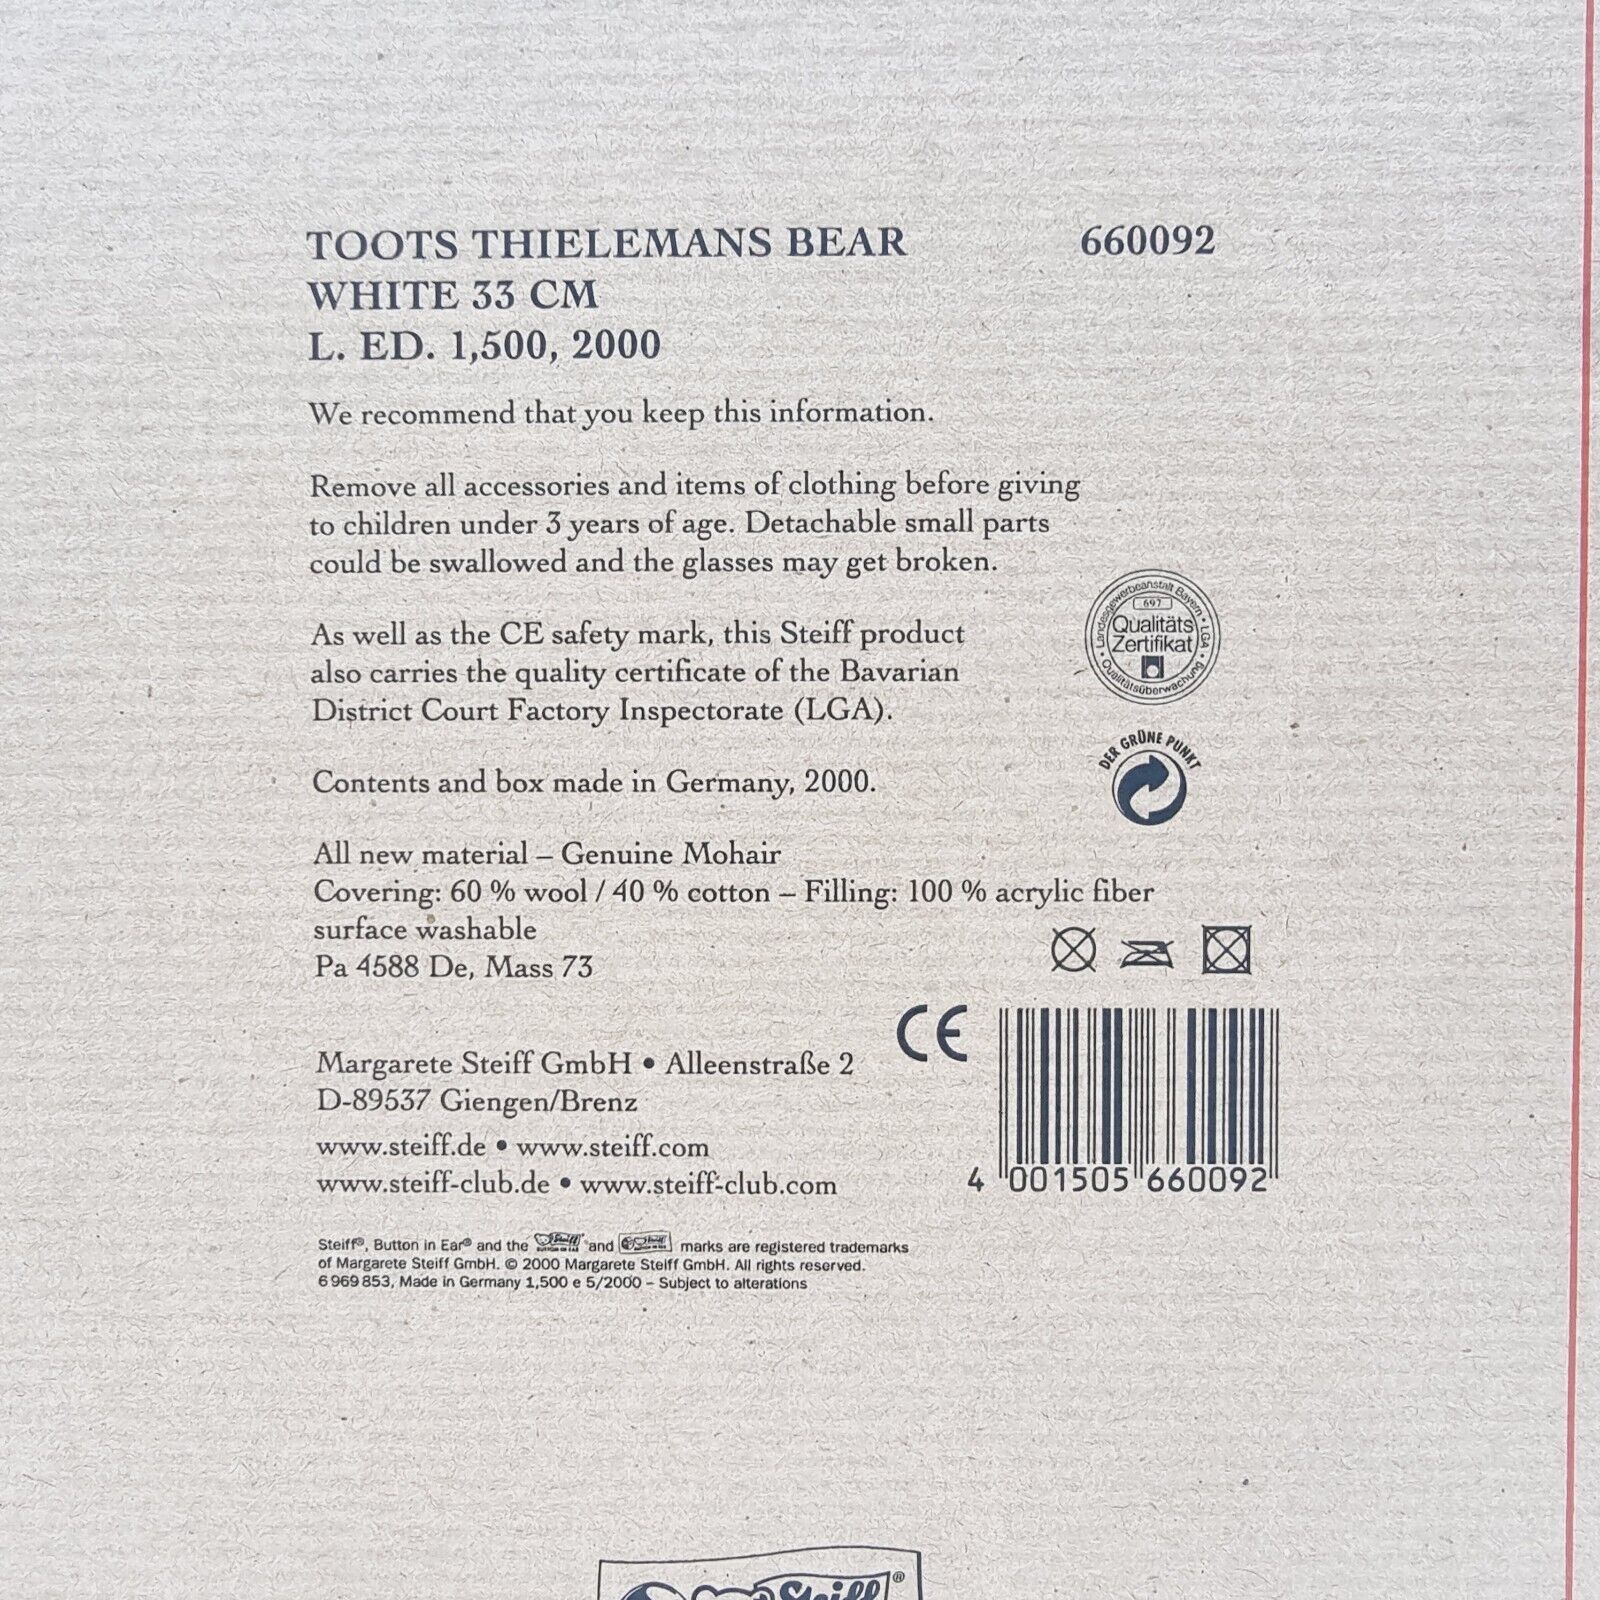 TOOTS THIELEMANS BEAR 660092
WHITE 33 CM
L. ED. 1,500, 2000
We recommend that you keep this information.
Remove all accessories and items of clothing before giving
to children under 3 years of age. Detachable small parts
could be swallowed and the glasses may get broken.
Landesgewerbeanstalt Bayern • LGA •
697
Qualitäts
Zertifikat
Qualitätsüberwachung
As well as the CE safety mark, this Steiff product
also carries the quality certificate of the Bavarian
District Court Factory Inspectorate (LGA).
DER GRÜNE PUNKT
Contents and box made in Germany, 2000.
All new material – Genuine Mohair
Covering: 60 % wool / 40 % cotton – Filling: 100 % acrylic fiber
surface washable
Pa 4588 De, Mass 73
CE
Margarete Steiff GmbH • Alleenstraße 2
D-89537 Giengen/Brenz
www.steiff.de • www.steiff.com
www.steiff-club.de • www.steiff-club.com
4 001505 660092
Steiff®, Button in Ear® and the Steiff and Steiff marks are registered trademarks
of Margarete Steiff GmbH. © 2000 Margarete Steiff GmbH. All rights reserved.
6 969 853, Made in Germany 1,500 e 5/2000 – Subject to alterations
Steiff®